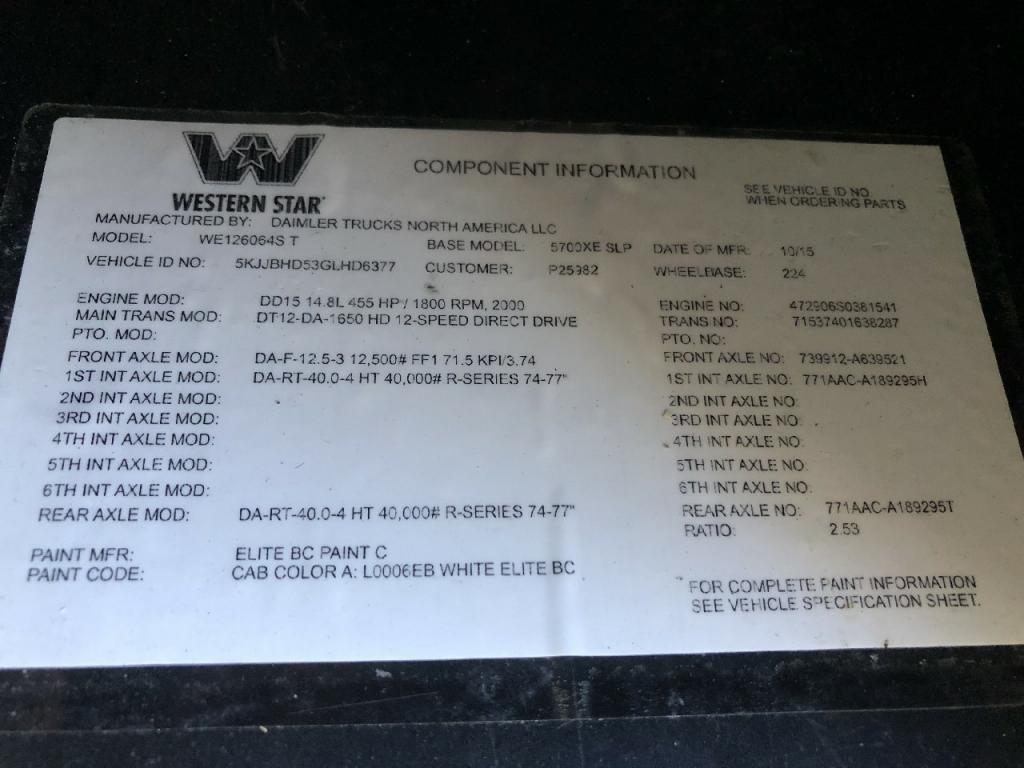 WESTERN STAR
COMPONENT INFORMATION
SEE VEHICLE ID NO.
WHEN ORDERING PARTS
MANUFACTURED BY: DAIMLER TRUCKS NORTH AMERICA LLC
MODEL: WE126064S T BASE MODEL: 5700XE SLP DATE OF MFR: 10/15
VEHICLE ID NO: 5KJJBHD53GLHD6377 CUSTOMER: P25982 WHEELBASE: 224
ENGINE MOD: DD15 14.8L 455 HP / 1800 RPM, 2000 ENGINE NO: 472906S0381541
MAIN TRANS MOD: DT12-DA-1650 HD 12-SPEED DIRECT DRIVE TRANS NO: 71537401638287
PTO. MOD: PTO. NO:
FRONT AXLE MOD: DA-F-12.5-3 12,500# FF1 71.5 KPI/3.74 FRONT AXLE NO: 739912-A639521
1ST INT AXLE MOD: DA-RT-40.0-4 HT 40,000# R-SERIES 74-77" 1ST INT AXLE NO: 771AAC-A189295H
2ND INT AXLE MOD: 2ND INT AXLE NO:
3RD INT AXLE MOD: 3RD INT AXLE NO:
4TH INT AXLE MOD: 4TH INT AXLE NO:
5TH INT AXLE MOD: 5TH INT AXLE NO:
6TH INT AXLE MOD: 6TH INT AXLE NO:
REAR AXLE MOD: DA-RT-40.0-4 HT 40,000# R-SERIES 74-77" REAR AXLE NO: 771AAC-A189295T
RATIO: 2.53
PAINT MFR: ELITE BC PAINT C
PAINT CODE: CAB COLOR A: L0006EB WHITE ELITE BC
FOR COMPLETE PAINT INFORMATION
SEE VEHICLE SPECIFICATION SHEET.